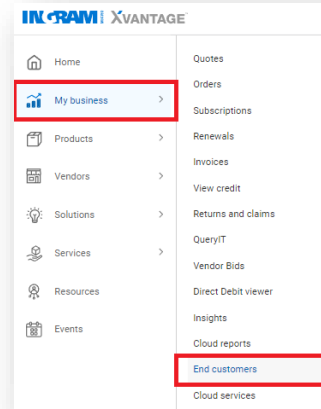 INGRAM XVANTAGE
Home
My business
Products
Vendors
Solutions
Services
Resources
Events
Quotes
Orders
Subscriptions
Renewals
Invoices
View credit
Returns and claims
QueryIT
Vendor Bids
Direct Debit viewer
Insights
Cloud reports
End customers
Cloud services